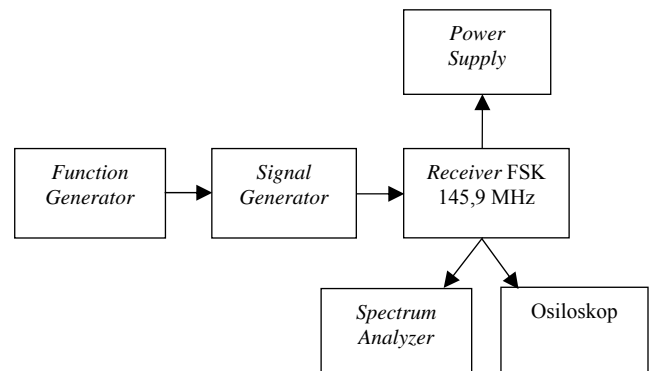 Power
Supply
Function
Generator
Signal
Generator
Receiver FSK
145,9 MHz
Spectrum
Analyzer
Osiloskop